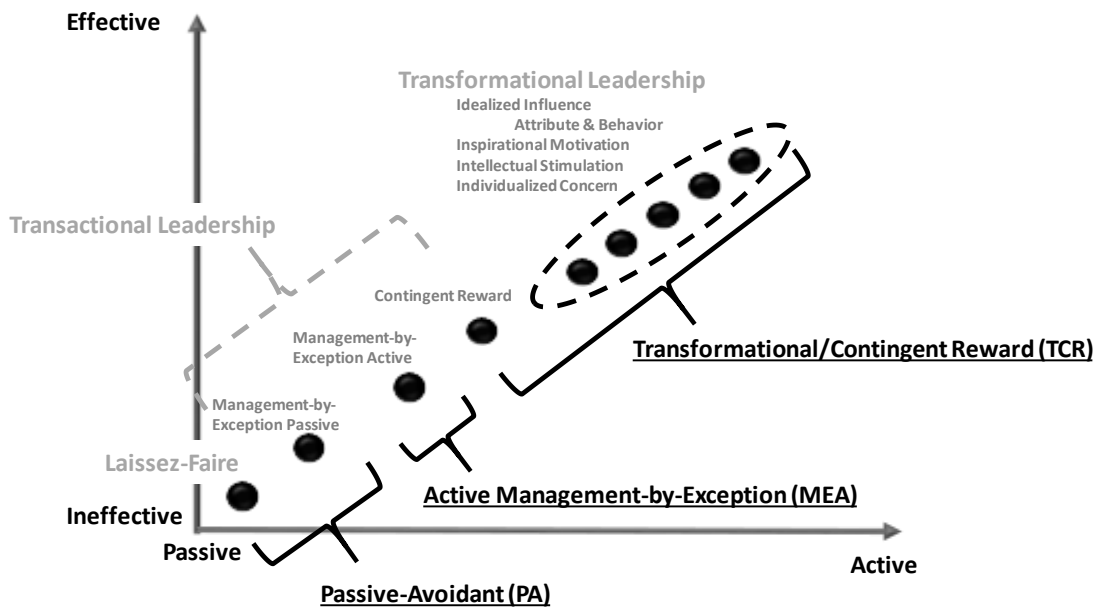 Effective
Transformational Leadership
Idealized Influence
Attribute & Behavior
Inspirational Motivation
Intellectual Stimulation
Individualized Concern
Transactional Leadership
Contingent Reward
Management-by-
Exception Active
Transformational/Contingent Reward (TCR)
Management-by-
Exception Passive
Laissez-Faire
Active Management-by-Exception (MEA)
Ineffective
Passive
Active
Passive-Avoidant (PA)